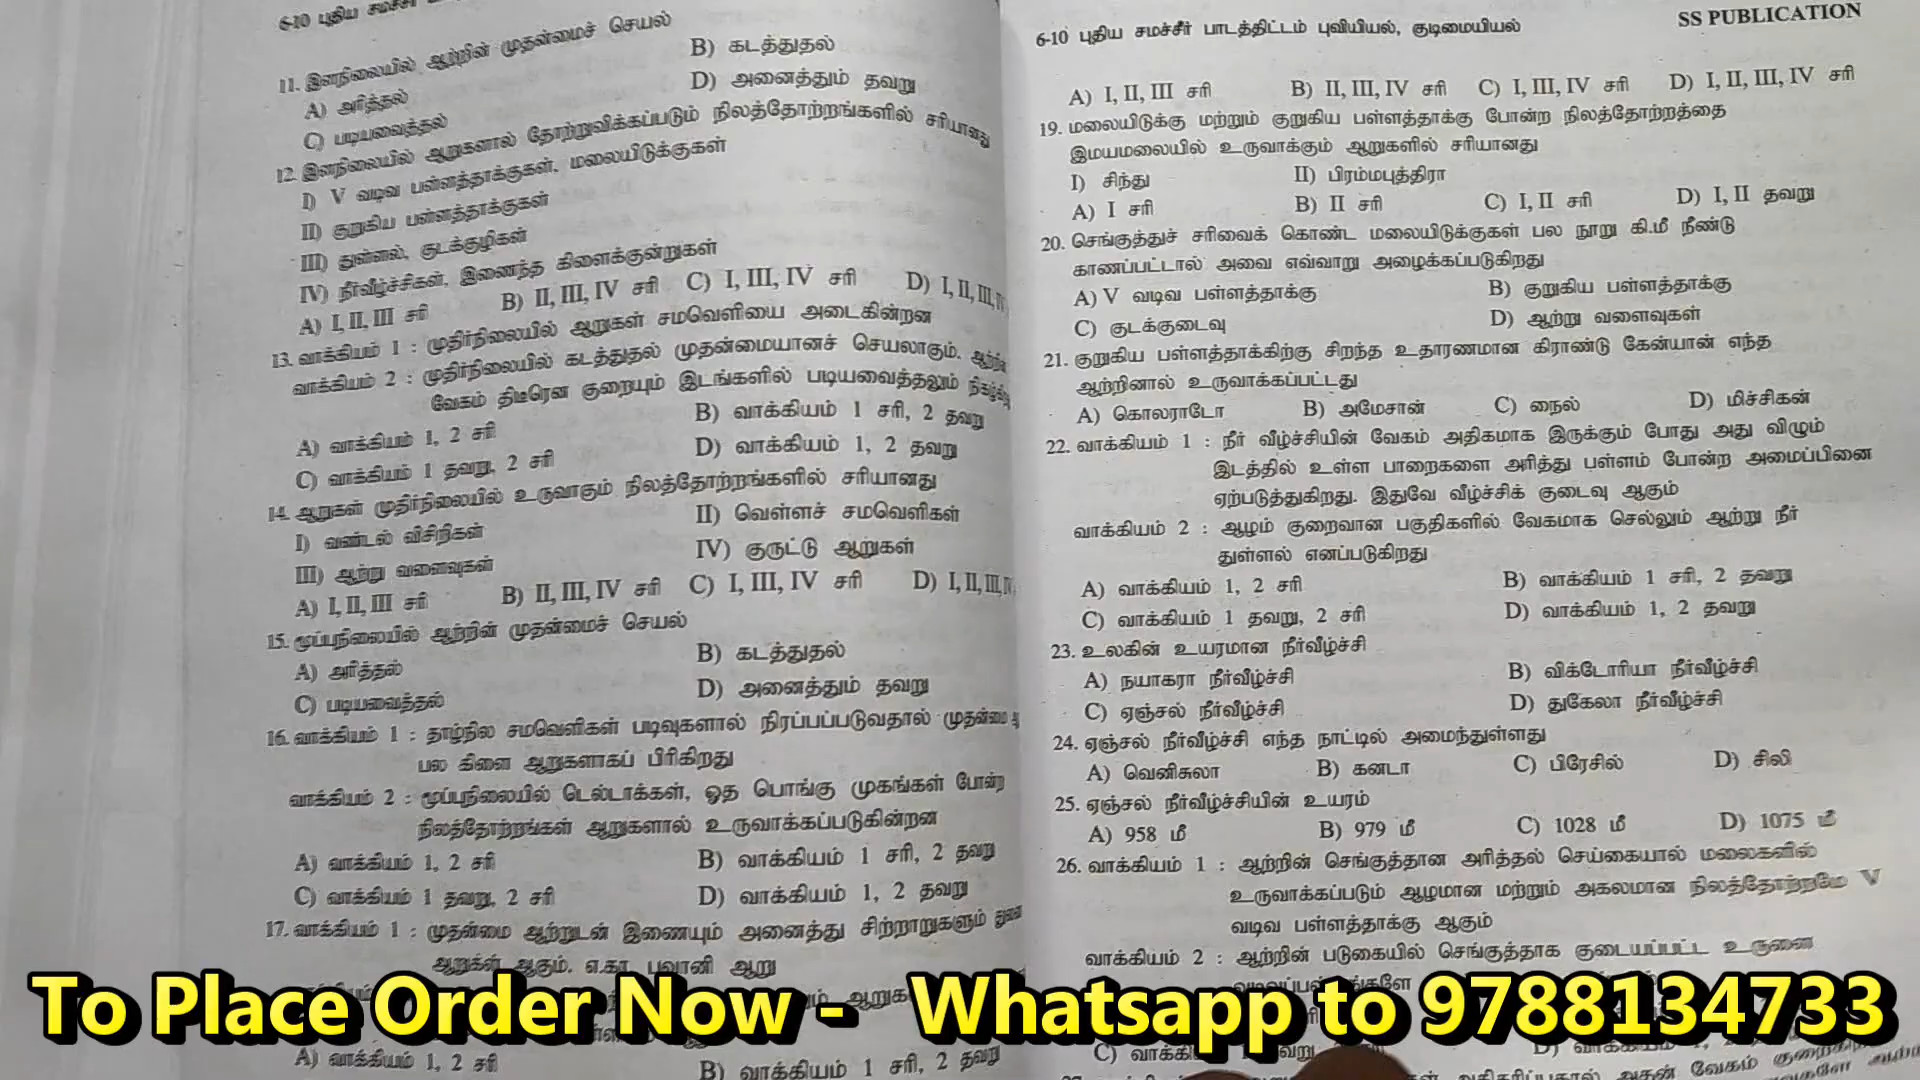 6-10 புதிய சமச்சீர்
11. இளநிலையில் ஆற்றின் முதன்மைச் செயல்
A) அரித்தல் B) கடத்துதல்
C) படியவைத்தல் D) அனைத்தும் தவறு
12. இளநிலையில் ஆறுகளால் தோற்றுவிக்கப்படும் நிலத்தோற்றங்களில் சரியானது
I) V வடிவ பள்ளத்தாக்குகள், மலையிடுக்குகள்
II) குறுகிய பள்ளத்தாக்குகள்
III) துள்ளல், குடக்குழிகள்
IV) நீர்வீழ்ச்சிகள், இணைந்த கிளைக்குன்றுகள்
A) I, II, III சரி B) II, III, IV சரி C) I, III, IV சரி D) I, II, III, IV
13. வாக்கியம் 1 : முதிர்நிலையில் ஆறுகள் சமவெளியை அடைகின்றன
வாக்கியம் 2 : முதிர்நிலையில் கடத்துதல் முதன்மையானச் செயலாகும். ஆற்றின்
வேகம் திடீரென குறையும் இடங்களில் படியவைத்தலும்
A) வாக்கியம் 1, 2 சரி B) வாக்கியம் 1 சரி, 2 தவறு
C) வாக்கியம் 1 தவறு, 2 சரி D) வாக்கியம் 1, 2 தவறு
14. ஆறுகள் முதிர்நிலையில் உருவாகும் நிலத்தோற்றங்களில் சரியானது
I) வண்டல் விசிறிகள் II) வெள்ளச் சமவெளிகள்
III) ஆற்று வளைவுகள் IV) குருட்டு ஆறுகள்
A) I, II, III சரி B) II, III, IV சரி C) I, III, IV சரி D) I, II, III, IV
15. மூப்புநிலையில் ஆற்றின் முதன்மைச் செயல்
A) அரித்தல் B) கடத்துதல்
C) படியவைத்தல் D) அனைத்தும் தவறு
16. வாக்கியம் 1 : தாழ்நில சமவெளிகள் படிவுகளால் நிரப்பப்படுவதால் முதன்மை
பல கிளை ஆறுகளாகப் பிரிகிறது
வாக்கியம் 2 : மூப்புநிலையில் டெல்டாக்கள், ஓத பொங்கு முகங்கள் போன்ற
நிலத்தோற்றங்கள் ஆறுகளால் உருவாக்கப்படுகின்றன
A) வாக்கியம் 1, 2 சரி B) வாக்கியம் 1 சரி, 2 தவறு
C) வாக்கியம் 1 தவறு, 2 சரி D) வாக்கியம் 1, 2 தவறு
17. வாக்கியம் 1 : முதன்மை ஆற்றுடன் இணையும் அனைத்து சிற்றாறுகளும் துணை
ஆறுகள் ஆகும். எ.கா. பவானி ஆறு
A) வாக்கியம் 1, 2 சரி B) வாக்கியம் 1 சரி, 2 தவறு
6-10 புதிய சமச்சீர் பாடத்திட்டம் புவியியல், குடிமையியல் SS PUBLICATION
A) I, II, III சரி B) II, III, IV சரி C) I, III, IV சரி D) I, II, III, IV சரி
19. மலையிடுக்கு மற்றும் குறுகிய பள்ளத்தாக்கு போன்ற நிலத்தோற்றத்தை
இமயமலையில் உருவாக்கும் ஆறுகளில் சரியானது
I) சிந்து II) பிரம்மபுத்திரா
A) I சரி B) II சரி C) I, II சரி D) I, II தவறு
20. செங்குத்துச் சரிவைக் கொண்ட மலையிடுக்குகள் பல நூறு கி.மீ நீண்டு
காணப்பட்டால் அவை எவ்வாறு அழைக்கப்படுகிறது
A) V வடிவ பள்ளத்தாக்கு B) குறுகிய பள்ளத்தாக்கு
C) குடக்குடைவு D) ஆற்று வளைவுகள்
21. குறுகிய பள்ளத்தாக்கிற்கு சிறந்த உதாரணமான கிராண்டு கேன்யான் எந்த
ஆற்றினால் உருவாக்கப்பட்டது
A) கொலராடோ B) அமேசான் C) நைல் D) மிச்சிகன்
22. வாக்கியம் 1 : நீர் வீழ்ச்சியின் வேகம் அதிகமாக இருக்கும் போது அது விழும்
இடத்தில் உள்ள பாறைகளை அரித்து பள்ளம் போன்ற அமைப்பினை
ஏற்படுத்துகிறது. இதுவே வீழ்ச்சிக் குடைவு ஆகும்
வாக்கியம் 2 : ஆழம் குறைவான பகுதிகளில் வேகமாக செல்லும் ஆற்று நீர்
துள்ளல் எனப்படுகிறது
A) வாக்கியம் 1, 2 சரி B) வாக்கியம் 1 சரி, 2 தவறு
C) வாக்கியம் 1 தவறு, 2 சரி D) வாக்கியம் 1, 2 தவறு
23. உலகின் உயரமான நீர்வீழ்ச்சி
A) நயாகரா நீர்வீழ்ச்சி B) விக்டோரியா நீர்வீழ்ச்சி
C) ஏஞ்சல் நீர்வீழ்ச்சி D) துகேலா நீர்வீழ்ச்சி
24. ஏஞ்சல் நீர்வீழ்ச்சி எந்த நாட்டில் அமைந்துள்ளது
A) வெனிசுலா B) கனடா C) பிரேசில் D) சிலி
25. ஏஞ்சல் நீர்வீழ்ச்சியின் உயரம்
A) 958 மீ B) 979 மீ C) 1028 மீ D) 1075 மீ
26. வாக்கியம் 1 : ஆற்றின் செங்குத்தான அரித்தல் செய்கையால் மலைகளில்
உருவாக்கப்படும் ஆழமான மற்றும் அகலமான நிலத்தோற்றமே V
வடிவ பள்ளத்தாக்கு ஆகும்
வாக்கியம் 2 : ஆற்றின் படுகையில் செங்குத்தாக குடையப்பட்ட உருளை
To Place Order Now - Whatsapp to 9788134733